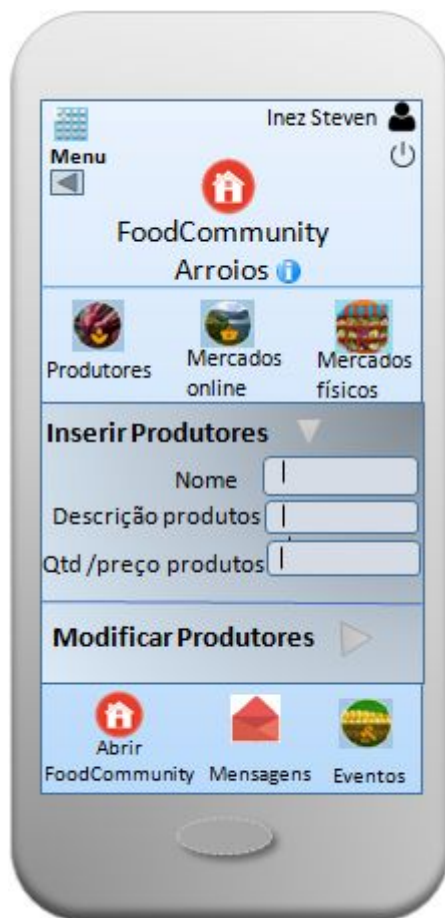 Inez Steven
Menu
FoodCommunity
Arroios
Produtores
Mercados
online
Mercados
físicos
Inserir Produtores
Nome
Descrição produtos
Qtd /preço produtos
Modificar Produtores
Abrir
FoodCommunity
Mensagens
Eventos